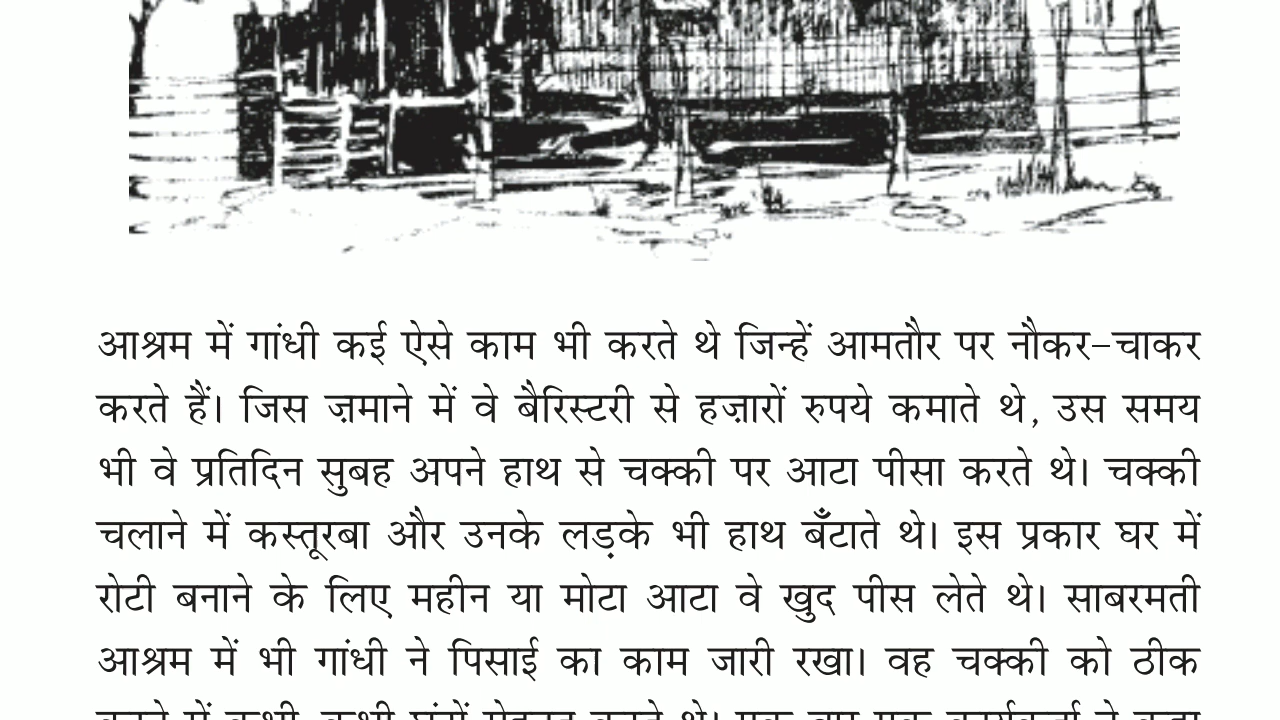 आश्रम में गांधी कई ऐसे काम भी करते थे जिन्हें आमतौर पर नौकर-चाकर
करते हैं। जिस ज़माने में वे बैरिस्टरी से हज़ारों रुपये कमाते थे, उस समय
भी वे प्रतिदिन सुबह अपने हाथ से चक्की पर आटा पीसा करते थे। चक्की
चलाने में कस्तूरबा और उनके लड़के भी हाथ बँटाते थे। इस प्रकार घर में
रोटी बनाने के लिए महीन या मोटा आटा वे खुद पीस लेते थे। साबरमती
आश्रम में भी गांधी ने पिसाई का काम जारी रखा। वह चक्की को ठीक